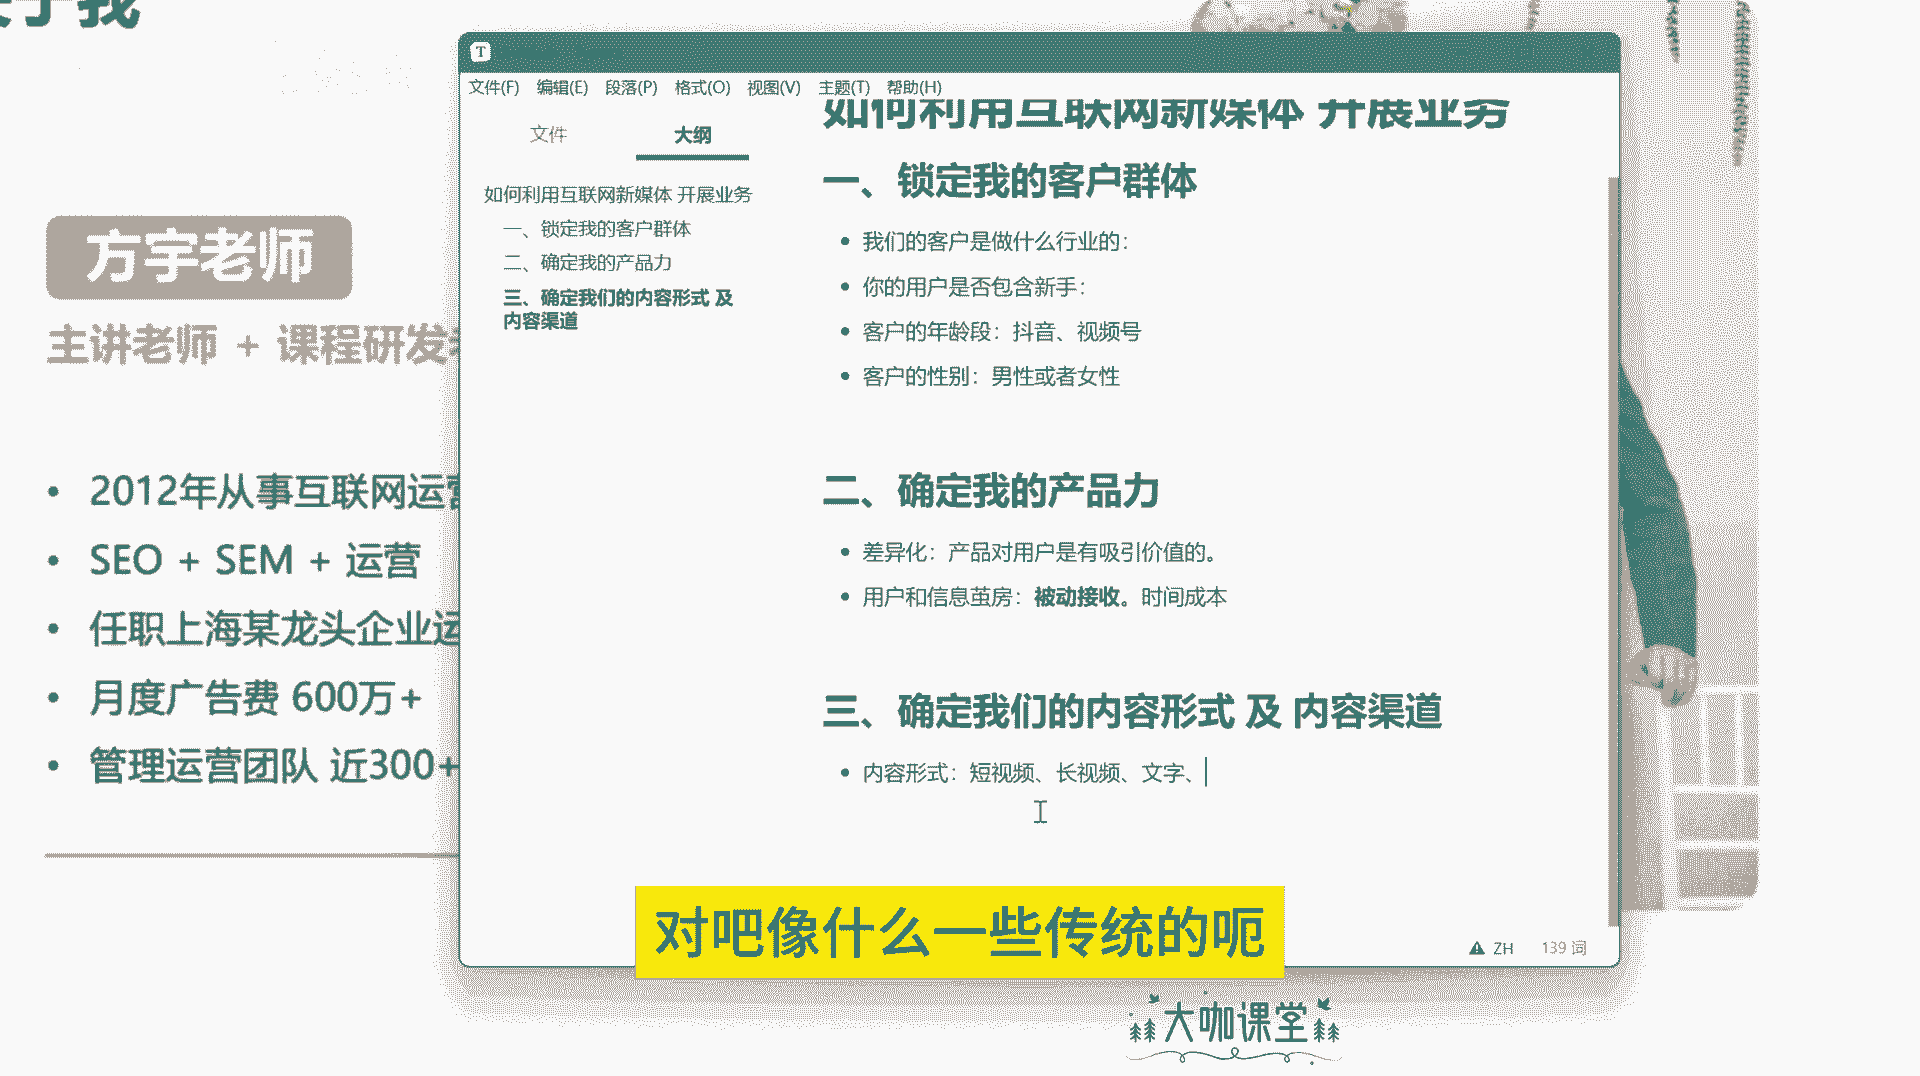 于我
方宇老师
主讲老师 + 课程研发
2012年从事互联网运营
SEO + SEM + 运营
任职上海某龙头企业运
月度广告费 600万+
管理运营团队 近300+
T
文件(F) 编辑(E) 段落(P) 格式(O) 视图(V) 主题(T) 帮助(H)
文件 大纲
如何利用互联网新媒体 开展业务
一、锁定我的客户群体
二、确定我的产品力
三、确定我们的内容形式 及
内容渠道
如何利用互联网新媒体 开展业务
一、锁定我的客户群体
我们的客户是做什么行业的：
你的用户是否包含新手：
客户的年龄段：抖音、视频号
客户的性别：男性或者女性
二、确定我的产品力
差异化：产品对用户是有吸引价值的。
用户和信息茧房：被动接收。时间成本
三、确定我们的内容形式 及 内容渠道
内容形式：短视频、长视频、文字、
ZH 139 词
对吧像什么一些传统的呃
大咖课堂